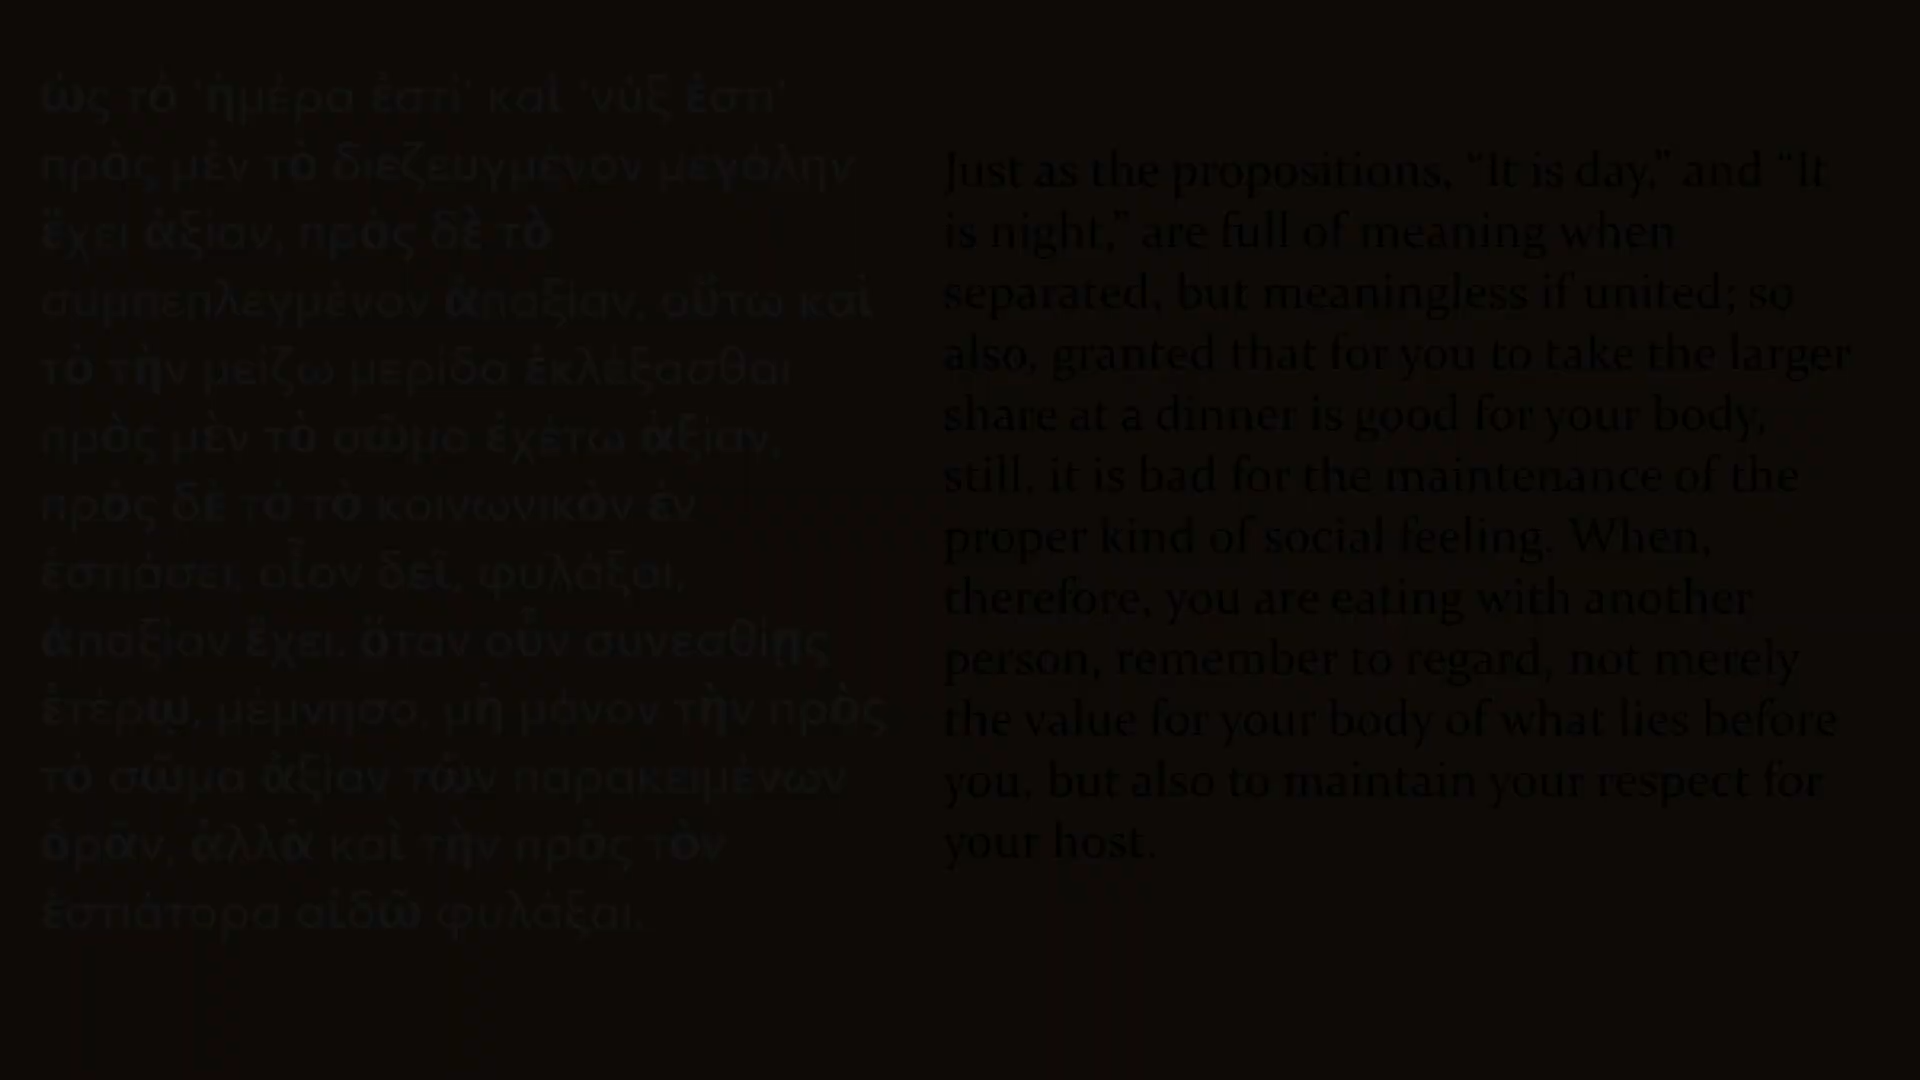 ὡς τὸ ‘ἡμέρα ἐστὶ’ καὶ ‘νύξ ἐστι’
πρὸς μὲν τὸ διεζευγμένον μεγάλην
ἔχει ἀξίαν, πρὸς δὲ τὸ
συμπεπλεγμένον ἀπαξίαν, οὕτω καὶ
τὸ τὴν μείζω μερίδα ἐκλέξασθαι
πρὸς μὲν τὸ σῶμα ἐχέτω ἀξίαν,
πρὸς δὲ τὸ τὸ κοινωνικὸν ἐν
ἑστιάσει, οἷον δεῖ, φυλάξαι,
ἀπαξίαν ἔχει. ὅταν οὖν συνεσθίῃς
ἑτέρῳ, μέμνησο, μὴ μόνον τὴν πρὸς
τὸ σῶμα ἀξίαν τῶν παρακειμένων
ὁρᾶν, ἀλλὰ καὶ τὴν πρὸς τὸν
ἑστιάτορα αἰδῶ φυλάξαι.
Just as the propositions, “It is day,” and “It
is night,” are full of meaning when
separated, but meaningless if united; so
also, granted that for you to take the larger
share at a dinner is good for your body,
still, it is bad for the maintenance of the
proper kind of social feeling. When,
therefore, you are eating with another
person, remember to regard, not merely
the value for your body of what lies before
you, but also to maintain your respect for
your host.